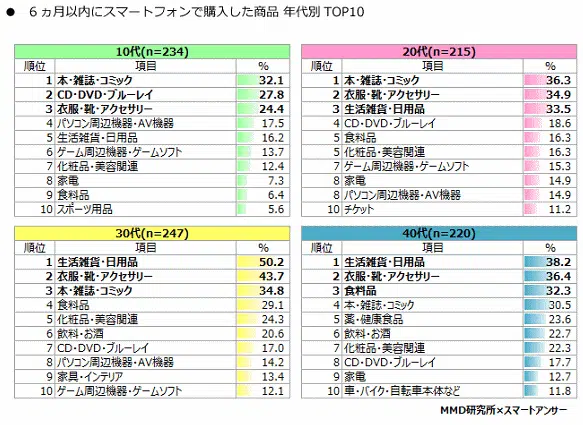 ● 6ヵ月以内にスマートフォンで購入した商品 年代別 TOP10
10代(n=234)
順位 項目 %
1 本・雑誌・コミック 32.1
2 CD・DVD・ブルーレイ 27.8
3 衣服・靴・アクセサリー 24.4
4 パソコン周辺機器・AV機器 17.5
5 生活雑貨・日用品 16.2
6 ゲーム周辺機器・ゲームソフト 13.7
7 化粧品・美容関連 12.4
8 家電 7.3
9 食料品 6.4
10 スポーツ用品 5.6
20代(n=215)
順位 項目 %
1 本・雑誌・コミック 36.3
2 衣服・靴・アクセサリー 34.9
3 生活雑貨・日用品 33.5
4 CD・DVD・ブルーレイ 18.6
5 食料品 16.3
5 化粧品・美容関連 16.3
7 ゲーム周辺機器・ゲームソフト 15.3
8 家電 14.9
8 パソコン周辺機器・AV機器 14.9
10 チケット 11.2
30代(n=247)
順位 項目 %
1 生活雑貨・日用品 50.2
2 衣服・靴・アクセサリー 43.7
3 本・雑誌・コミック 34.8
4 食料品 29.1
5 化粧品・美容関連 24.3
6 飲料・お酒 20.6
7 CD・DVD・ブルーレイ 17.0
8 パソコン周辺機器・AV機器 14.2
9 家具・インテリア 13.4
10 ゲーム周辺機器・ゲームソフト 12.1
40代(n=220)
順位 項目 %
1 生活雑貨・日用品 38.2
2 衣服・靴・アクセサリー 36.4
3 食料品 32.3
4 本・雑誌・コミック 30.5
5 薬・健康食品 23.6
6 飲料・お酒 22.7
7 化粧品・美容関連 22.3
8 CD・DVD・ブルーレイ 17.7
9 家電 12.7
10 車・バイク・自転車本体など 11.8
MMD研究所×スマートアンサー